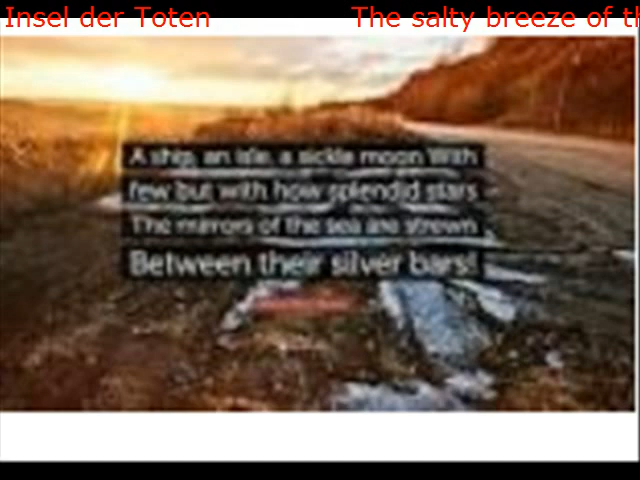 Insel der Toten The salty breeze of th
A ship, an isle, a sickle moon With
few but with how splendid stars
The mirrors of the sea are strewn
Between their silver bars!